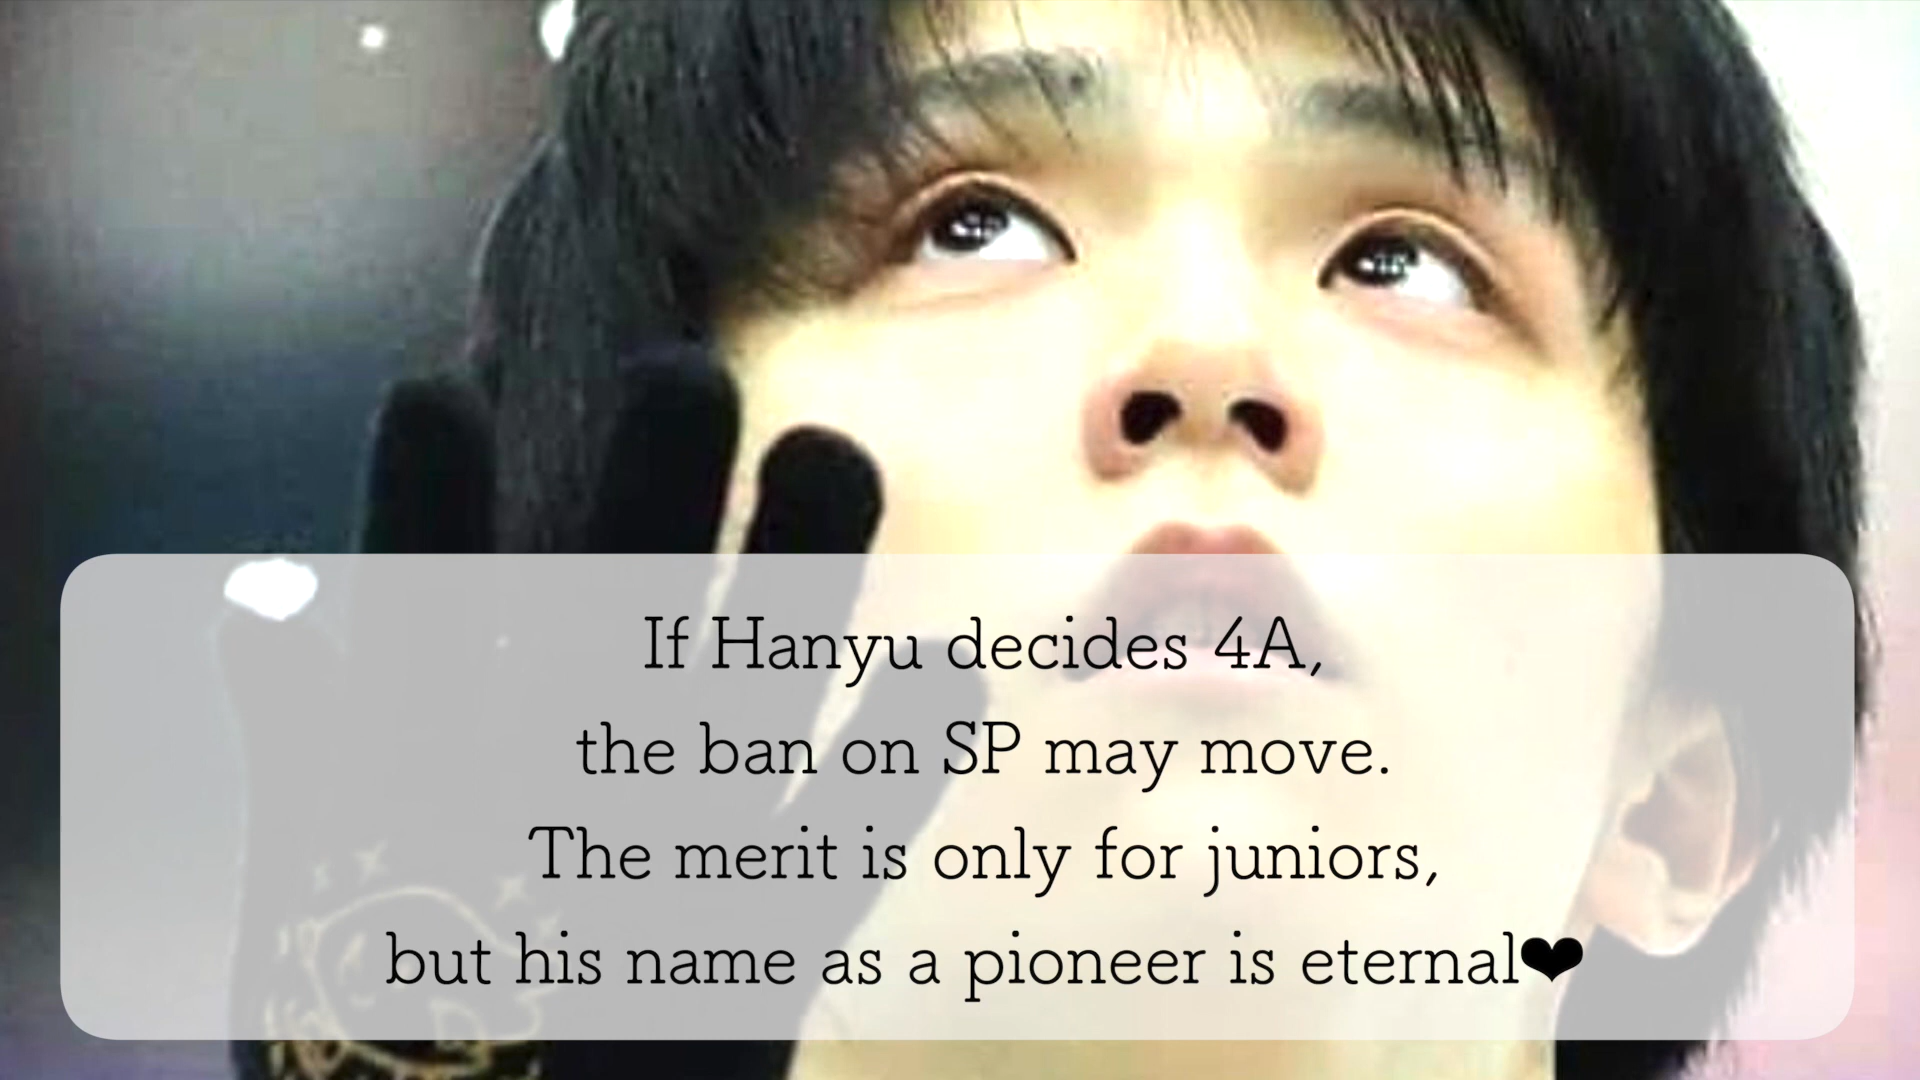 If Hanyu decides 4A,
the ban on SP may move.
The merit is only for juniors,
but his name as a pioneer is eternal❤